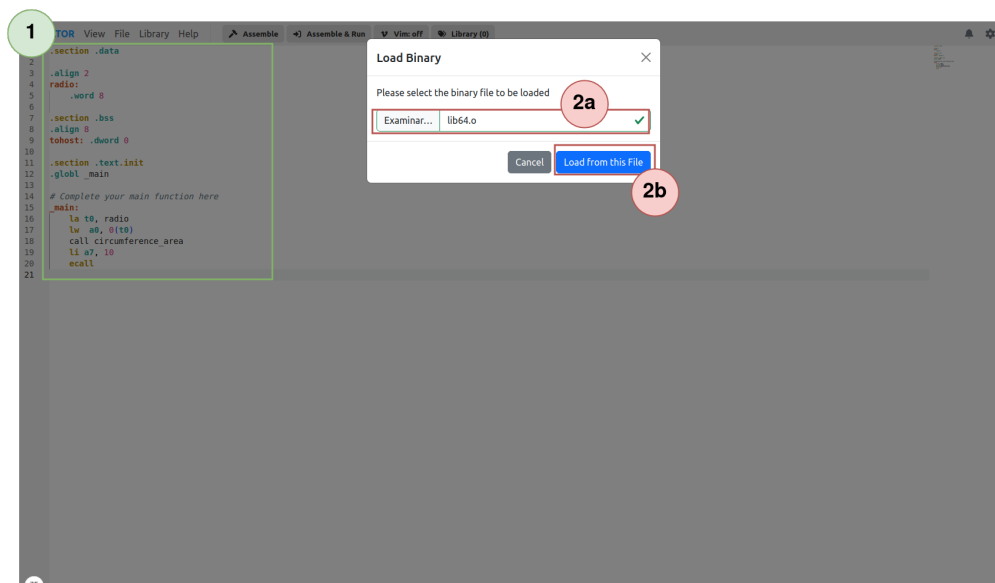 1
TOR View File Library Help Assemble Assemble & Run Vim: off Library (0)
.section .data
2
3 .align 2
4 radio:
5 .word 8
6
7 .section .bss
8 .align 8
9 tohost: .dword 0
10
11 .section .text.init
12 .globl _main
13
14 # Complete your main function here
15 _main:
16 la t0, radio
17 lw a0, 0(t0)
18 call circumference_area
19 li a7, 10
20 ecall
21
Load Binary
Please select the binary file to be loaded
2a
Examinar... lib64.o
Cancel Load from this File
2b